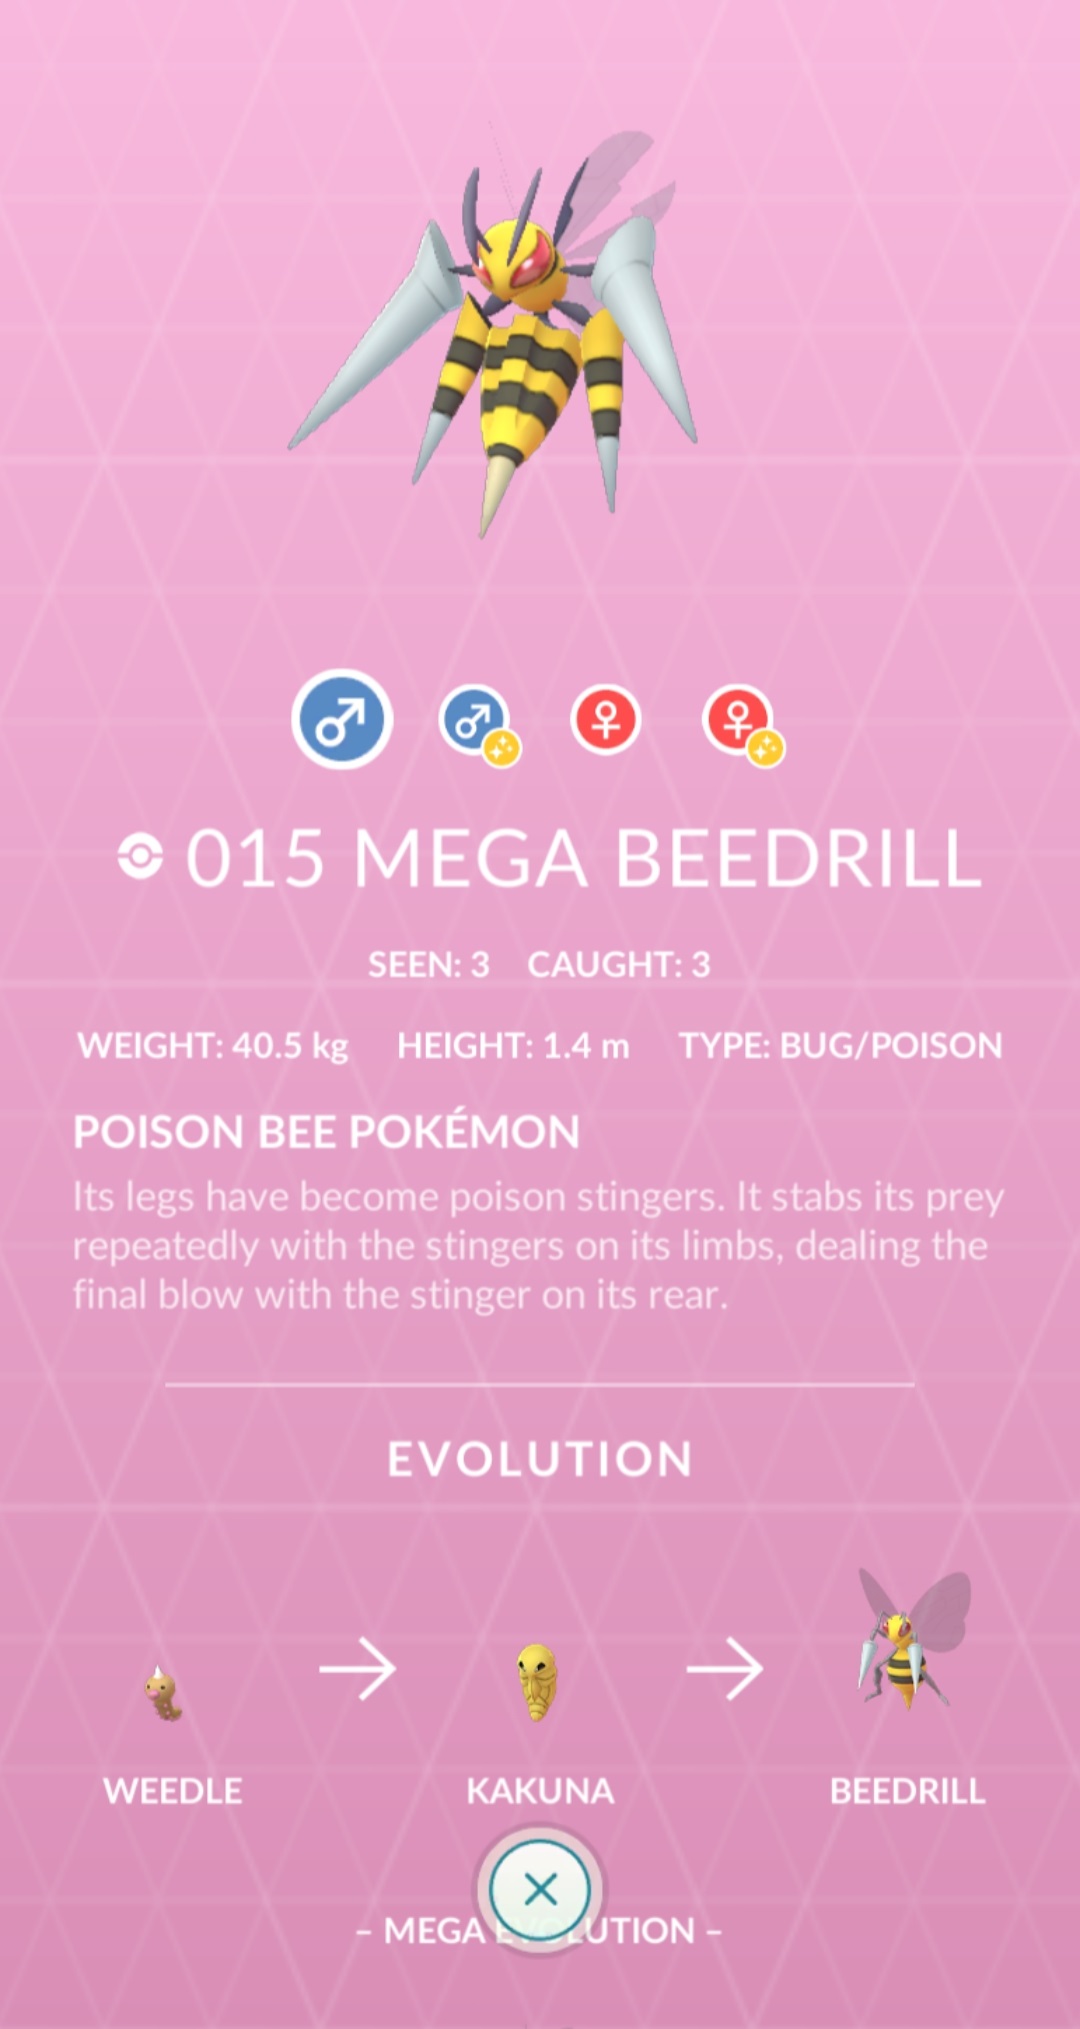 015 MEGA BEEDRILL
SEEN: 3 CAUGHT: 3
WEIGHT: 40.5 kg HEIGHT: 1.4 m TYPE: BUG/POISON
POISON BEE POKÉMON
Its legs have become poison stingers. It stabs its prey
repeatedly with the stingers on its limbs, dealing the
final blow with the stinger on its rear.
EVOLUTION
WEEDLE KAKUNA BEEDRILL
– MEGA EVOLUTION –